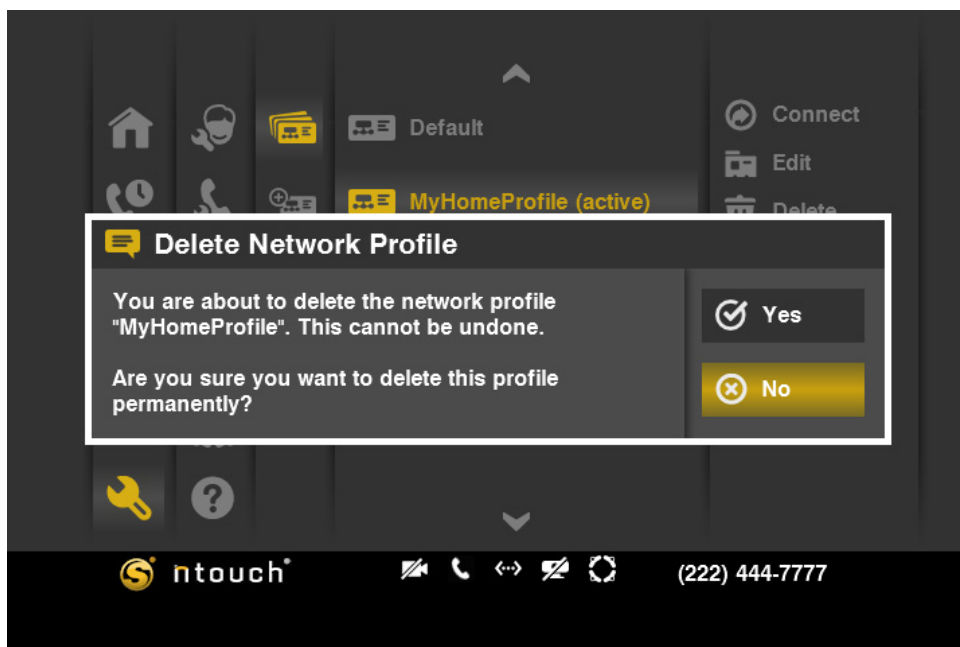 Default
Connect
Edit
MyHomeProfile (active)
Delete
Delete Network Profile
You are about to delete the network profile
"MyHomeProfile". This cannot be undone.
Are you sure you want to delete this profile
permanently?
Yes
No
S ntouch®
(222) 444-7777